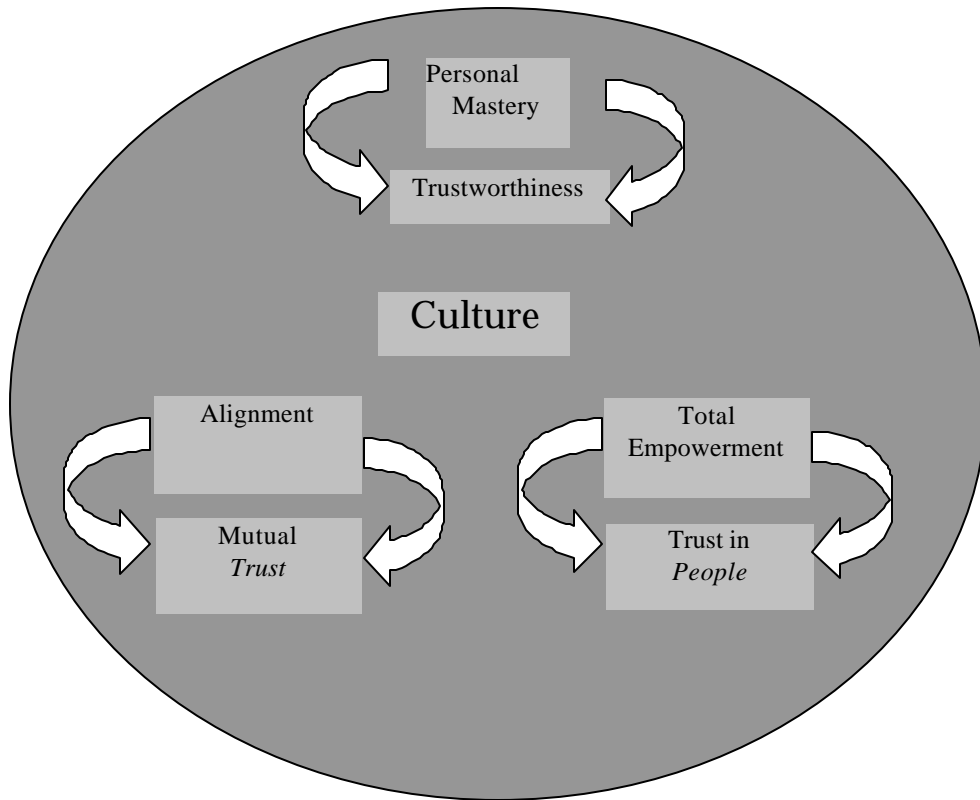 Personal
Mastery
Trustworthiness
Culture
Alignment
Mutual
Trust
Total
Empowerment
Trust in
People